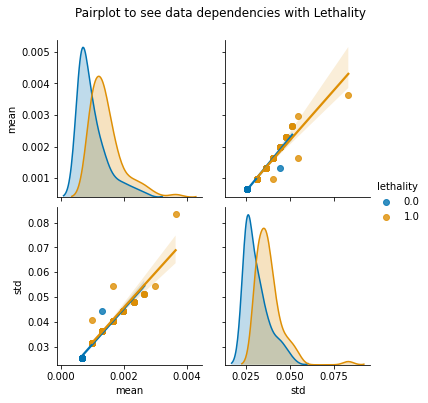 Pairplot to see data dependencies with Lethality
0.005
0.004
0.003
0.002
0.001
mean
lethality
0.0
1.0
0.08
0.07
0.06
0.05
0.04
0.03
std
0.000 0.002 0.004
mean
0.025 0.050 0.075
std